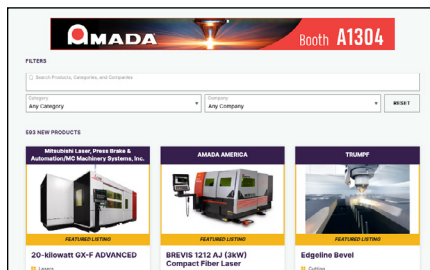 AMADA
Booth A1304
FILTERS
Search Products, Categories, and Companies
Category
Any Category
Company
Any Company
RESET
593 NEW PRODUCTS
Mitsubishi Laser, Press Brake &
Automation/MC Machinery Systems, Inc.
AMADA AMERICA
TRUMPF
FEATURED LISTING
FEATURED LISTING
FEATURED LISTING
20-kilowatt GX-F ADVANCED
BREVIS 1212 AJ (3kW)
Compact Fiber Laser
Edgeline Bevel
Lasers
Cutting